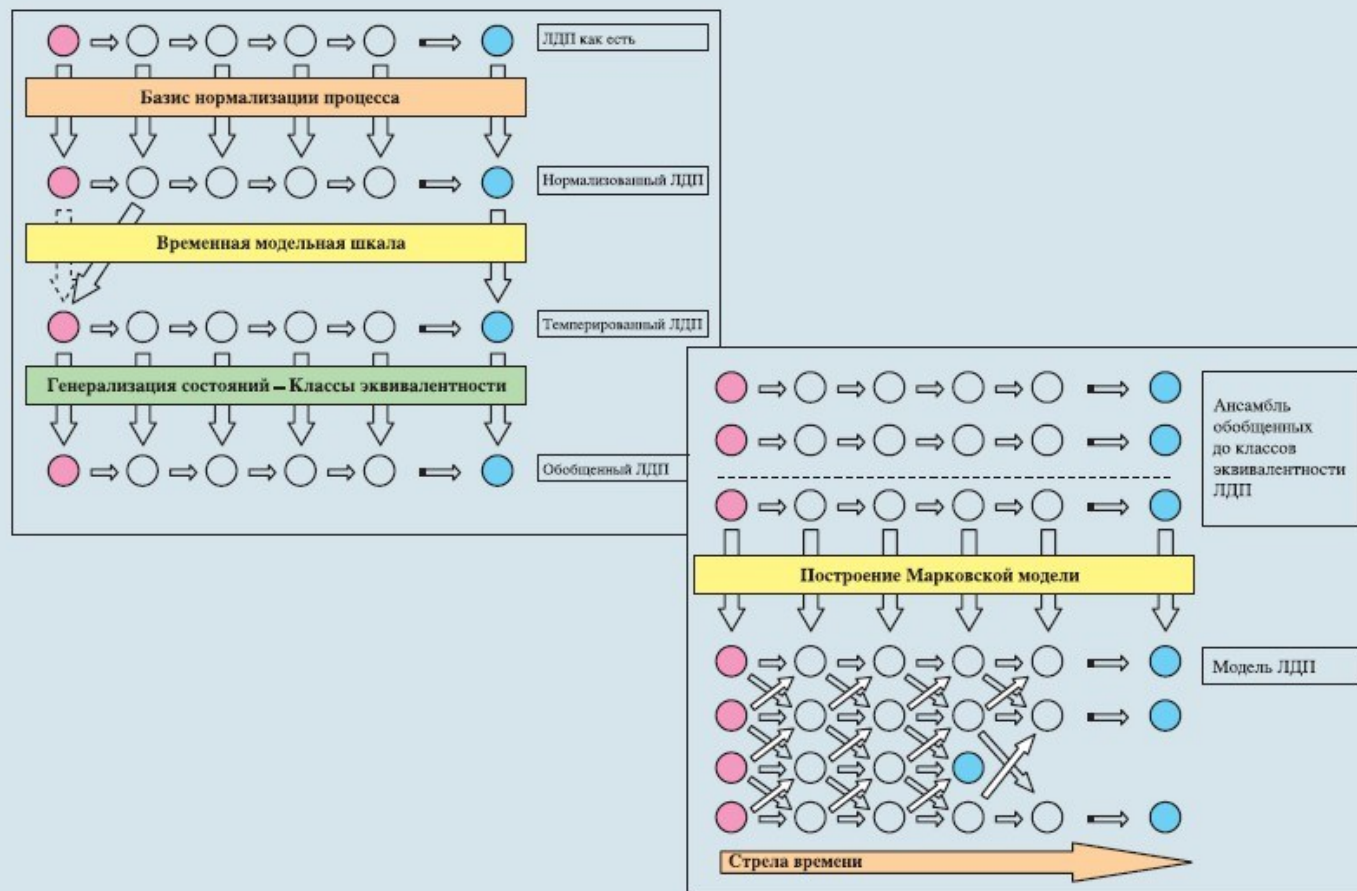 ЛДП как есть
Базис нормализации процесса
Нормализованный ЛДП
Временная модельная шкала
Темперированный ЛДП
Генерализация состояний – Классы эквивалентности
Обобщенный ЛДП
Ансамбль
обобщенных
до классов
эквивалентности
ЛДП
Построение Марковской модели
Модель ЛДП
Стрела времени